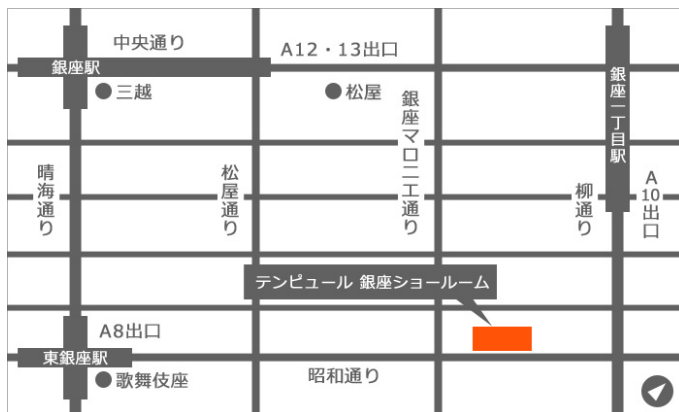 中央通り
A12・13出口
銀座駅
三越
松屋
銀座一丁目駅
銀座マロニエ通り
晴海通り
松屋通り
柳通り
A10出口
テンピュール 銀座ショールーム
A8出口
東銀座駅
歌舞伎座
昭和通り